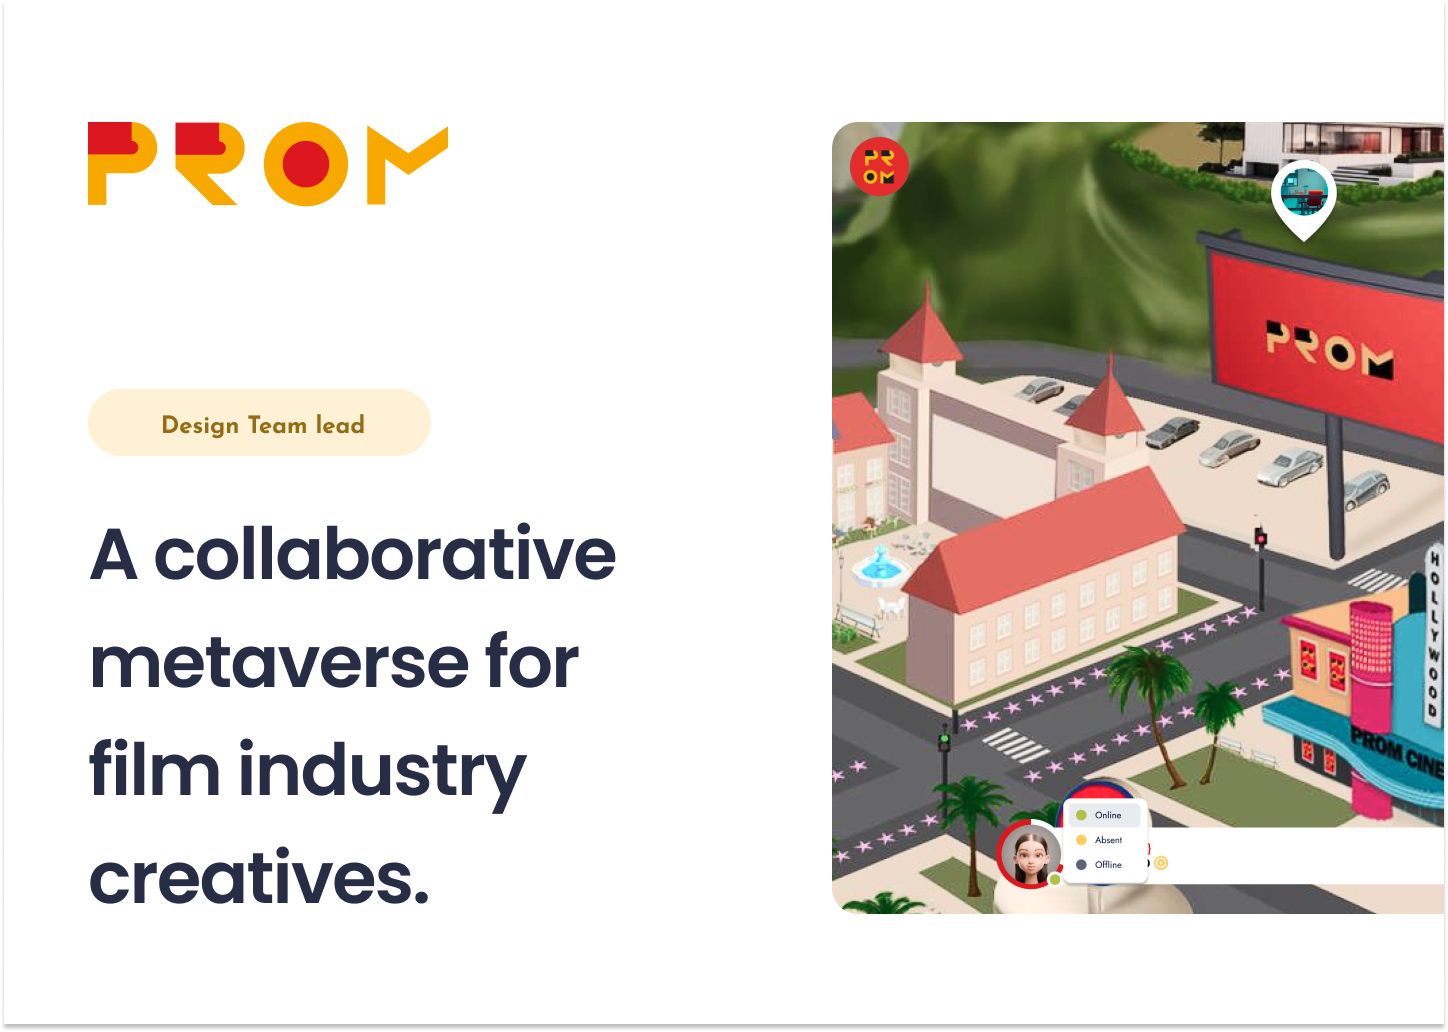 PROM
Design Team lead
A collaborative
metaverse for
film industry
creatives.
PR
OM
PROM
HOLLYWOOD
PROM CINE
Online
Absent
Offline